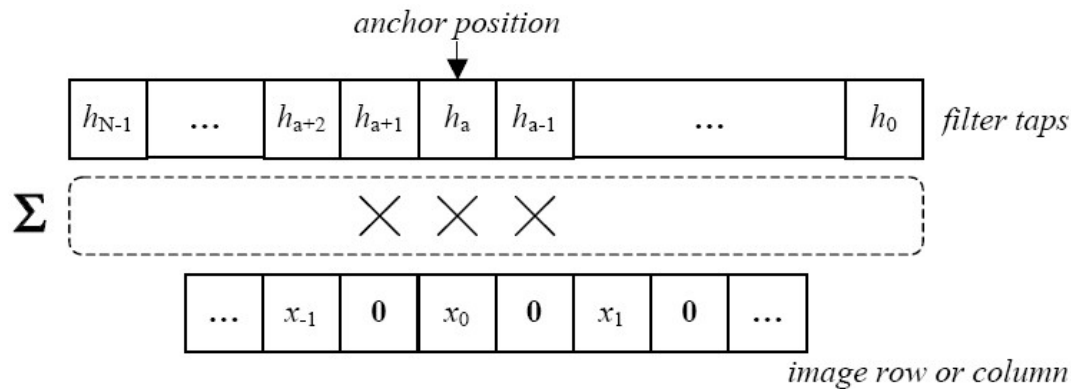 anchor position
h_{N-1} ... h_{a+2} h_{a+1} h_a h_{a-1} ... h_0 filter taps
Σ × × ×
... x_{-1} 0 x_0 0 x_1 0 ...
image row or column